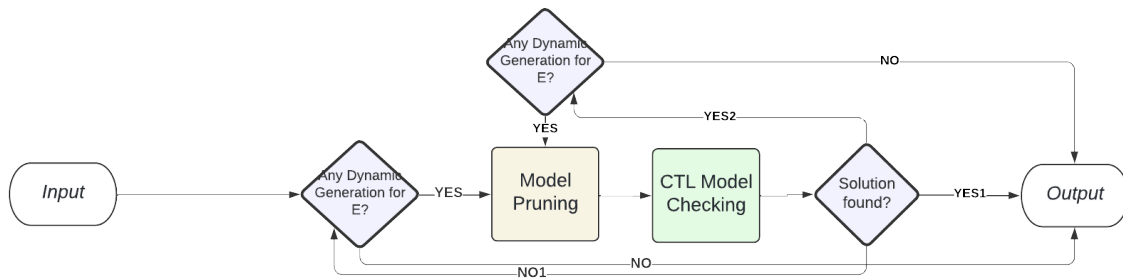 Any Dynamic
Generation for
E?
NO
YES2
YES
Input
Any Dynamic
Generation for
E?
YES
Model
Pruning
CTL Model
Checking
Solution
found?
YES1
Output
NO
NO1